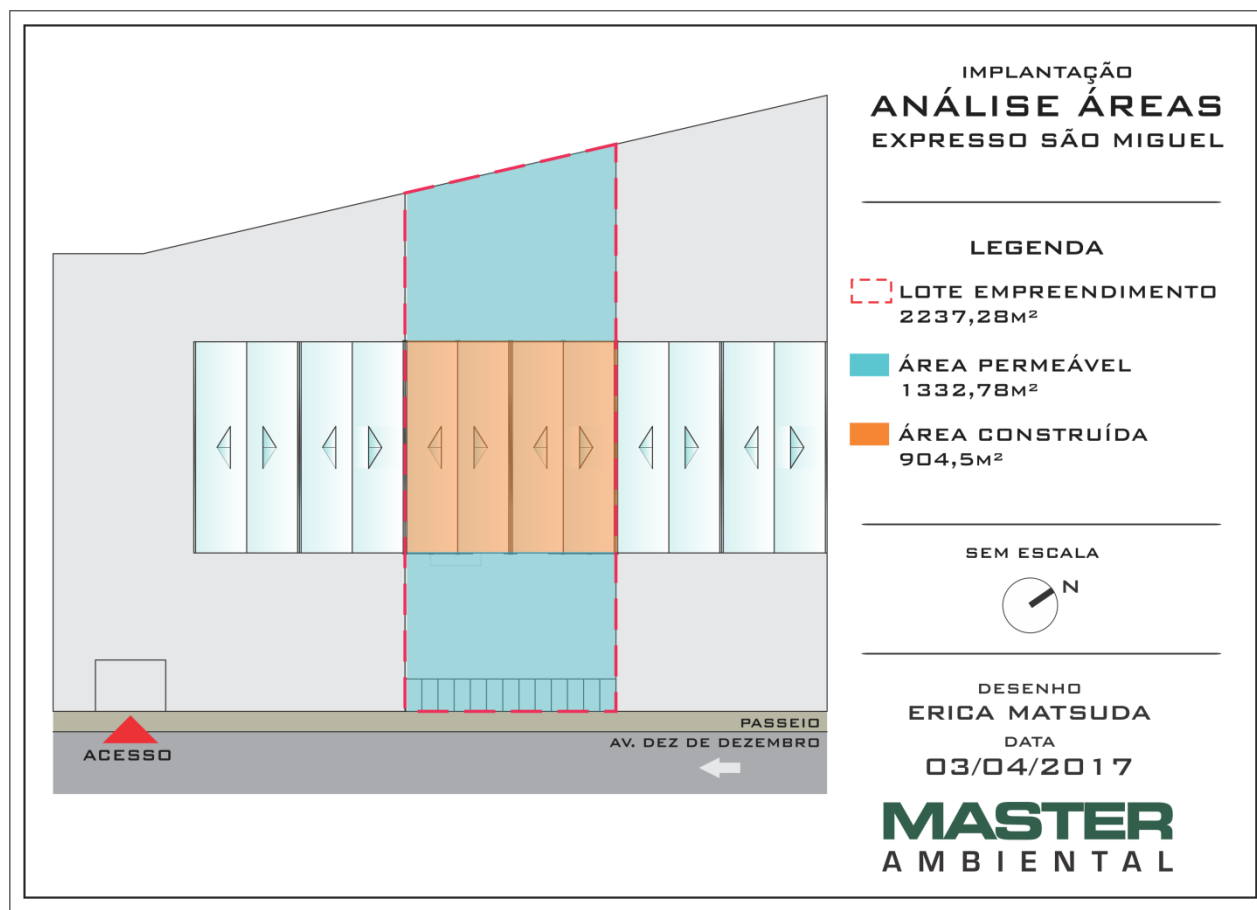 IMPLANTAÇÃO
ANÁLISE ÁREAS
EXPRESSO SÃO MIGUEL
LEGENDA
LOTE EMPREENDIMENTO
2237,28M²
ÁREA PERMEÁVEL
1332,78M²
ÁREA CONSTRUÍDA
904,5M²
SEM ESCALA
N
DESENHO
ERICA MATSUDA
DATA
03/04/2017
MASTER
AMBIENTAL
PASSEIO
AV. DEZ DE DEZEMBRO
ACESSO